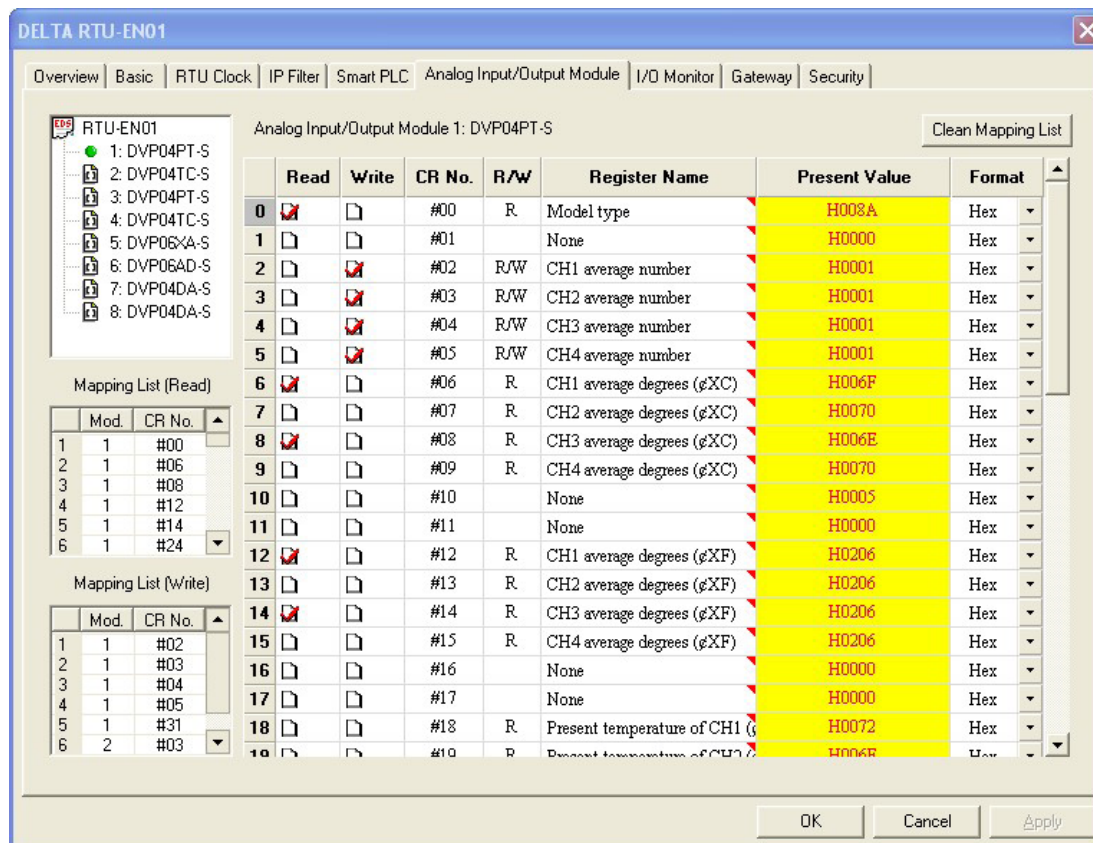 DELTA RTU-EN01
Overview Basic RTU Clock IP Filter Smart PLC Analog Input/Output Module I/O Monitor Gateway Security
EDS RTU-EN01
1: DVP04PT-S
2: DVP04TC-S
3: DVP04PT-S
4: DVP04TC-S
5: DVP06XA-S
6: DVP06AD-S
7: DVP04DA-S
8: DVP04DA-S
Mapping List (Read)
Mod. CR No.
1 1 #00
2 1 #06
3 1 #08
4 1 #12
5 1 #14
6 1 #24
Mapping List (Write)
Mod. CR No.
1 1 #02
2 1 #03
3 1 #04
4 1 #05
5 1 #31
6 2 #03
Analog Input/Output Module 1: DVP04PT-S
Clean Mapping List
Read Write CR No. R/W Register Name Present Value Format
0 #00 R Model type H008A Hex
1 #01 None H0000 Hex
2 #02 R/W CH1 average number H0001 Hex
3 #03 R/W CH2 average number H0001 Hex
4 #04 R/W CH3 average number H0001 Hex
5 #05 R/W CH4 average number H0001 Hex
6 #06 R CH1 average degrees (¢XC) H006F Hex
7 #07 R CH2 average degrees (¢XC) H0070 Hex
8 #08 R CH3 average degrees (¢XC) H006E Hex
9 #09 R CH4 average degrees (¢XC) H0070 Hex
10 #10 None H0005 Hex
11 #11 None H0000 Hex
12 #12 R CH1 average degrees (¢XF) H0206 Hex
13 #13 R CH2 average degrees (¢XF) H0206 Hex
14 #14 R CH3 average degrees (¢XF) H0206 Hex
15 #15 R CH4 average degrees (¢XF) H0206 Hex
16 #16 None H0000 Hex
17 #17 None H0000 Hex
18 #18 R Present temperature of CH1 (¢ H0072 Hex
19 #19 R Present temperature of CH2 (¢ Hex
OK Cancel Apply